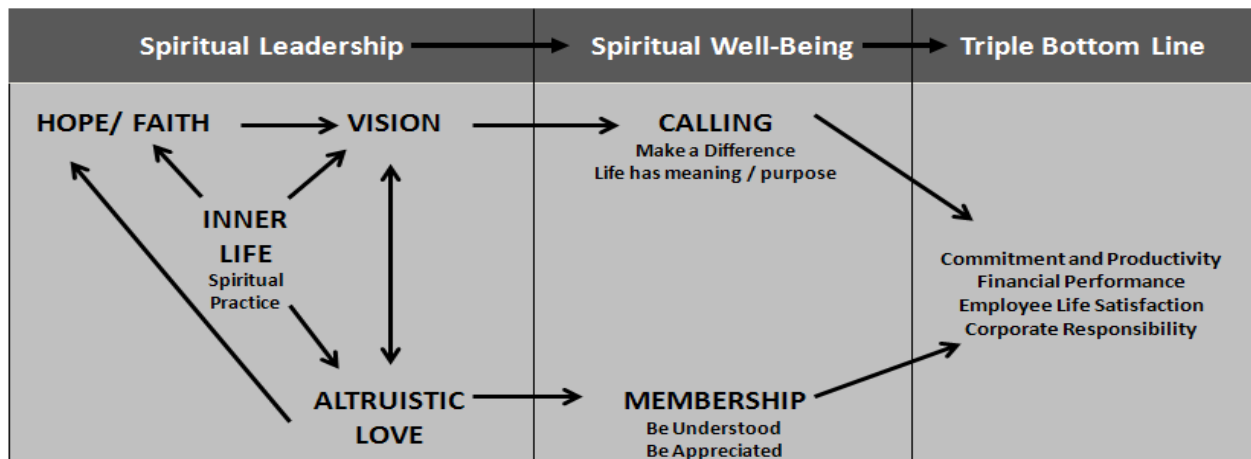 Spiritual Leadership
Spiritual Well-Being
Triple Bottom Line
HOPE/ FAITH
VISION
CALLING
Make a Difference
Life has meaning / purpose
INNER
LIFE
Spiritual
Practice
Commitment and Productivity
Financial Performance
Employee Life Satisfaction
Corporate Responsibility
ALTRUISTIC
LOVE
MEMBERSHIP
Be Understood
Be Appreciated